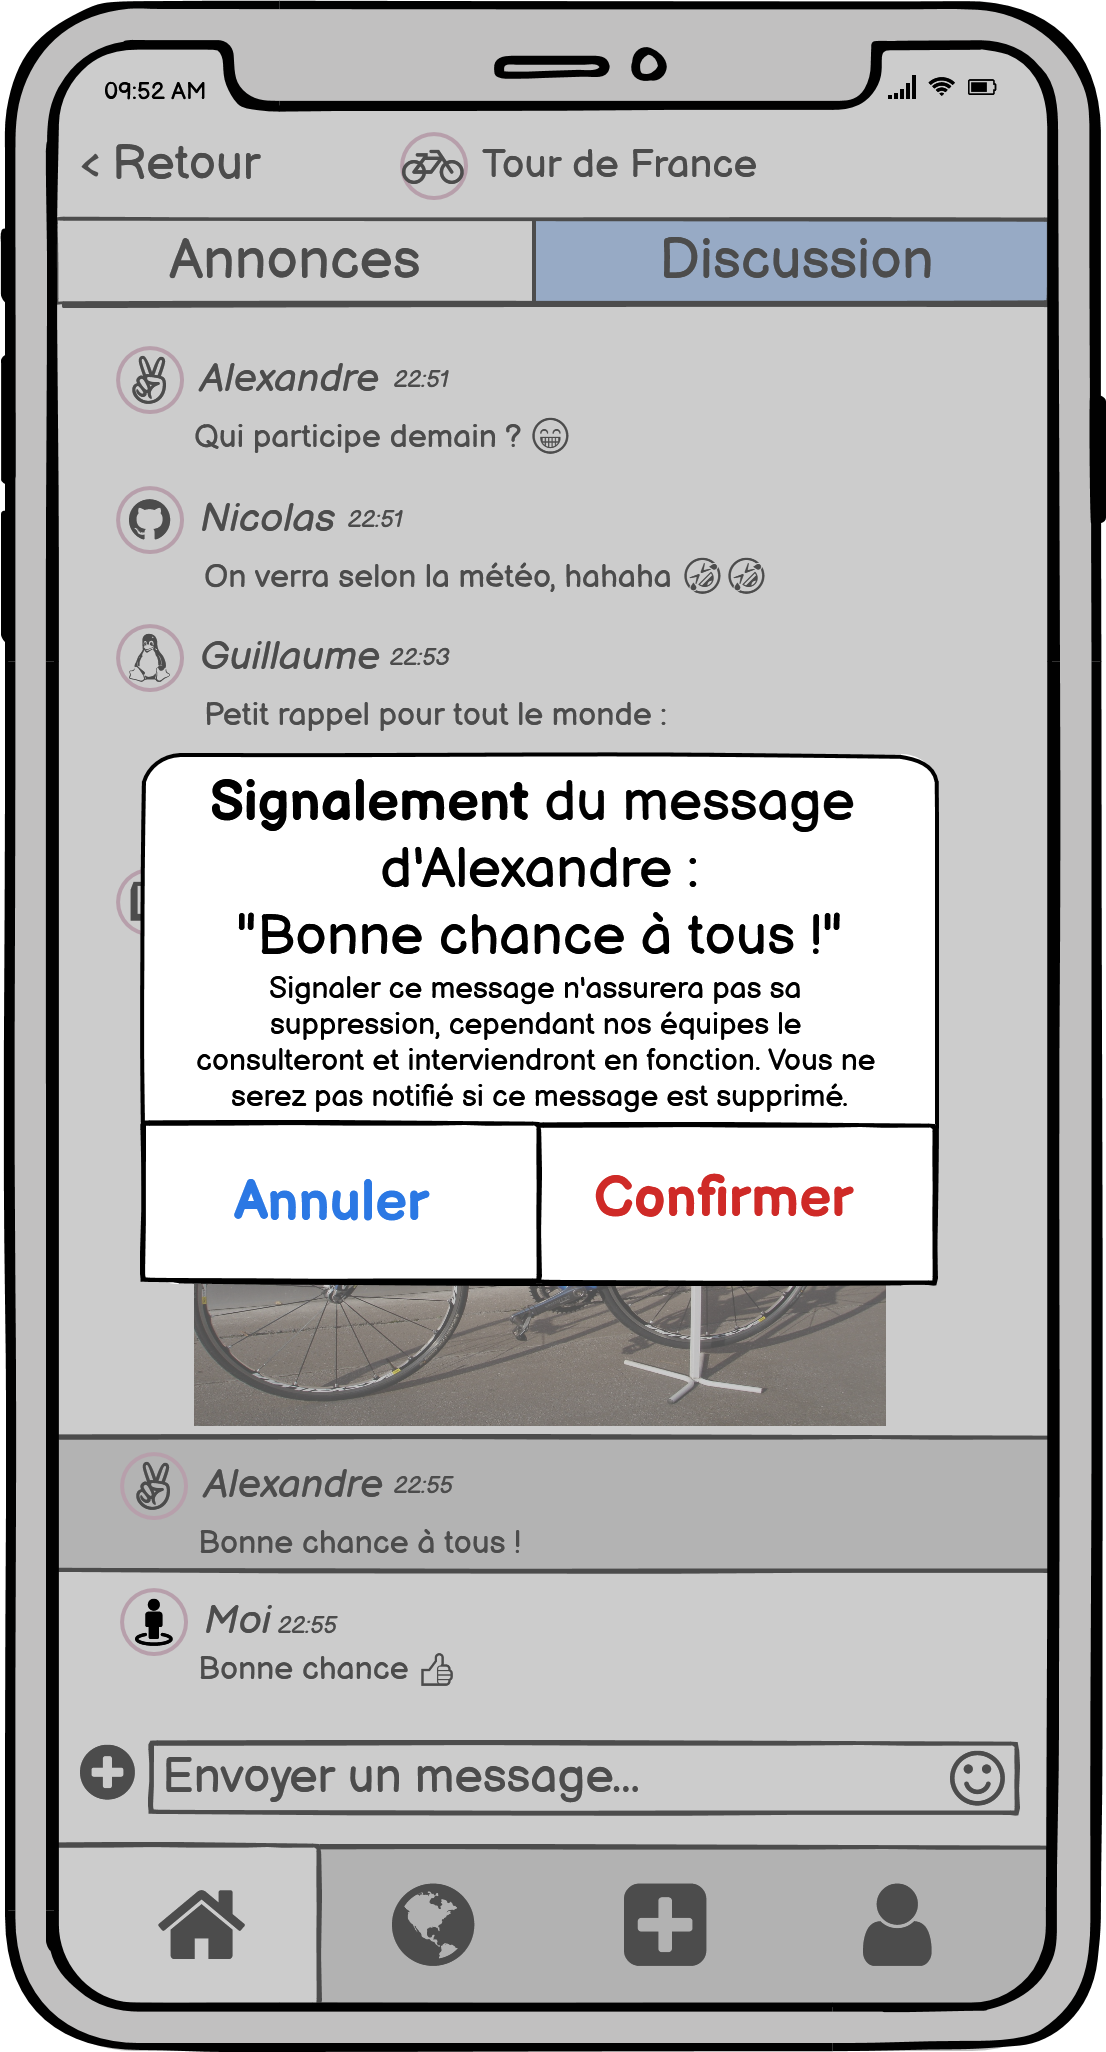 09:52 AM
< Retour
Tour de France
Annonces
Discussion
Alexandre 22:51
Qui participe demain ? 😁
Nicolas 22:51
On verra selon la météo, hahaha 🤣🤣
Guillaume 22:53
Petit rappel pour tout le monde :
Signalement du message
d'Alexandre :
"Bonne chance à tous !"
Signaler ce message n'assurera pas sa
suppression, cependant nos équipes le
consulteront et interviendront en fonction. Vous ne
serez pas notifié si ce message est supprimé.
Annuler
Confirmer
Alexandre 22:55
Bonne chance à tous !
Moi 22:55
Bonne chance 👍
Envoyer un message...